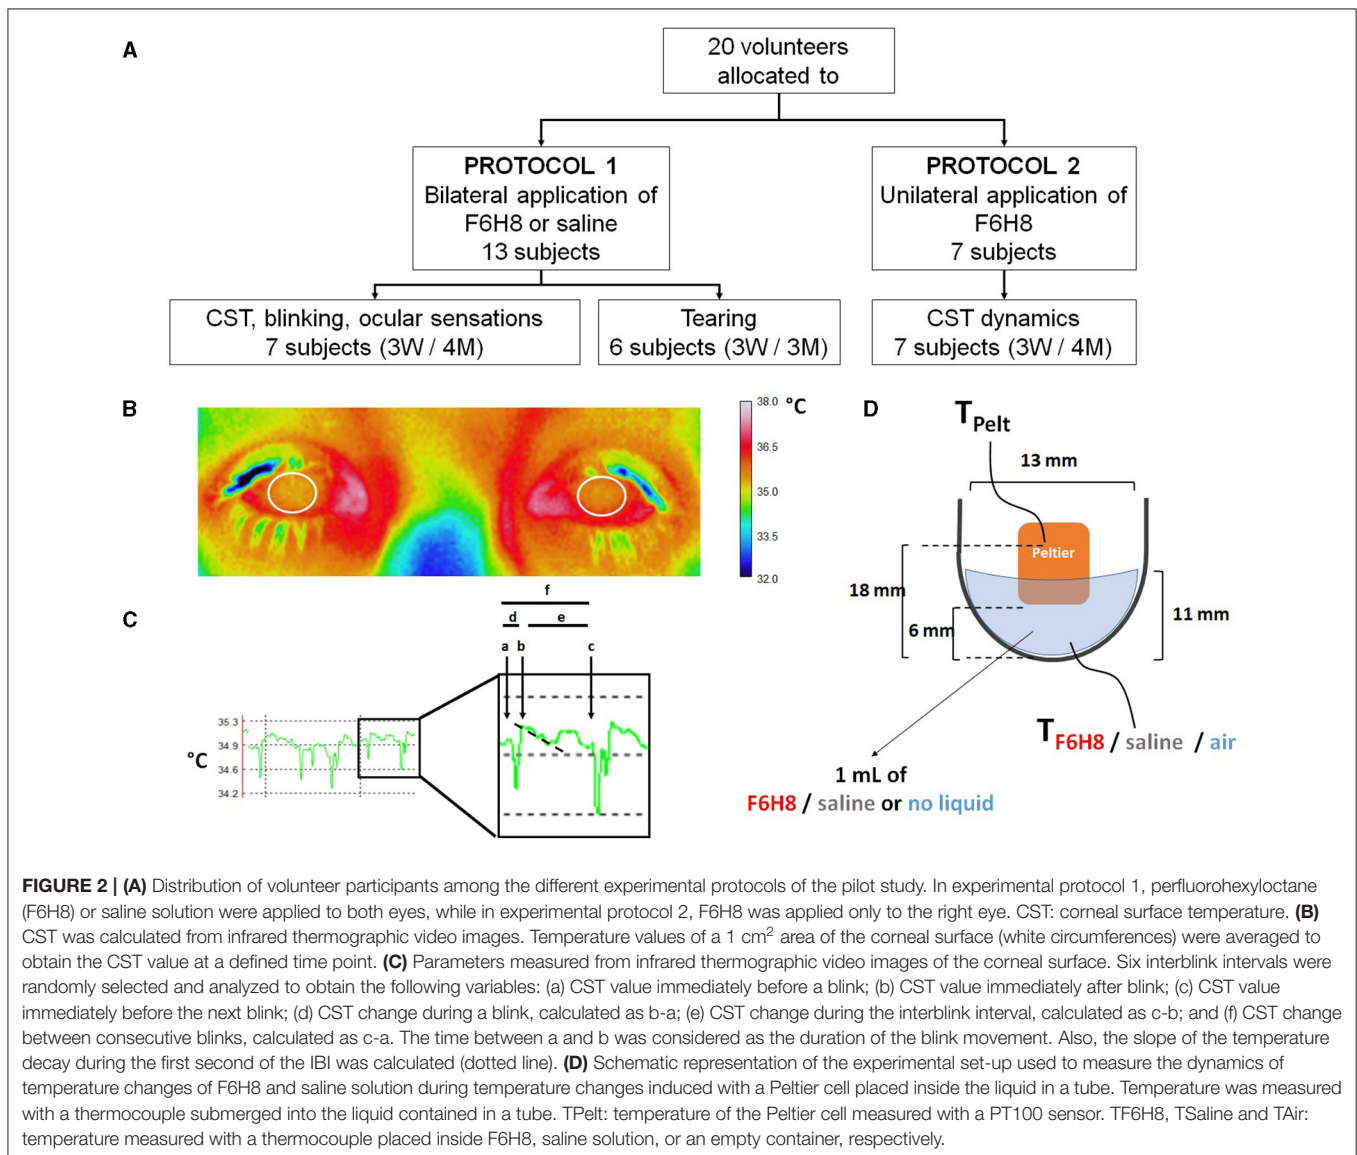 A
20 volunteers
allocated to
PROTOCOL 1
Bilateral application of
F6H8 or saline
13 subjects
PROTOCOL 2
Unilateral application of
F6H8
7 subjects
CST, blinking, ocular sensations
7 subjects (3W / 4M)
Tearing
6 subjects (3W / 3M)
CST dynamics
7 subjects (3W / 4M)
B
38.0 °C
36.5
35.0
33.5
32.0
C
f
d e
a b c
°C
35.3
34.9
34.6
34.2
D
TPelt
13 mm
Peltier
18 mm
6 mm
11 mm
TF6H8 / saline / air
1 mL of
F6H8 / saline or no liquid
FIGURE 2 | (A) Distribution of volunteer participants among the different experimental protocols of the pilot study. In experimental protocol 1, perfluorohexyloctane
(F6H8) or saline solution were applied to both eyes, while in experimental protocol 2, F6H8 was applied only to the right eye. CST: corneal surface temperature. (B)
CST was calculated from infrared thermographic video images. Temperature values of a 1 cm² area of the corneal surface (white circumferences) were averaged to
obtain the CST value at a defined time point. (C) Parameters measured from infrared thermographic video images of the corneal surface. Six interblink intervals were
randomly selected and analyzed to obtain the following variables: (a) CST value immediately before a blink; (b) CST value immediately after blink; (c) CST value
immediately before the next blink; (d) CST change during a blink, calculated as b-a; (e) CST change during the interblink interval, calculated as c-b; and (f) CST change
between consecutive blinks, calculated as c-a. The time between a and b was considered as the duration of the blink movement. Also, the slope of the temperature
decay during the first second of the IBI was calculated (dotted line). (D) Schematic representation of the experimental set-up used to measure the dynamics of
temperature changes of F6H8 and saline solution during temperature changes induced with a Peltier cell placed inside the liquid in a tube. Temperature was measured
with a thermocouple submerged into the liquid contained in a tube. TPelt: temperature of the Peltier cell measured with a PT100 sensor. TF6H8, TSaline and TAir:
temperature measured with a thermocouple placed inside F6H8, saline solution, or an empty container, respectively.